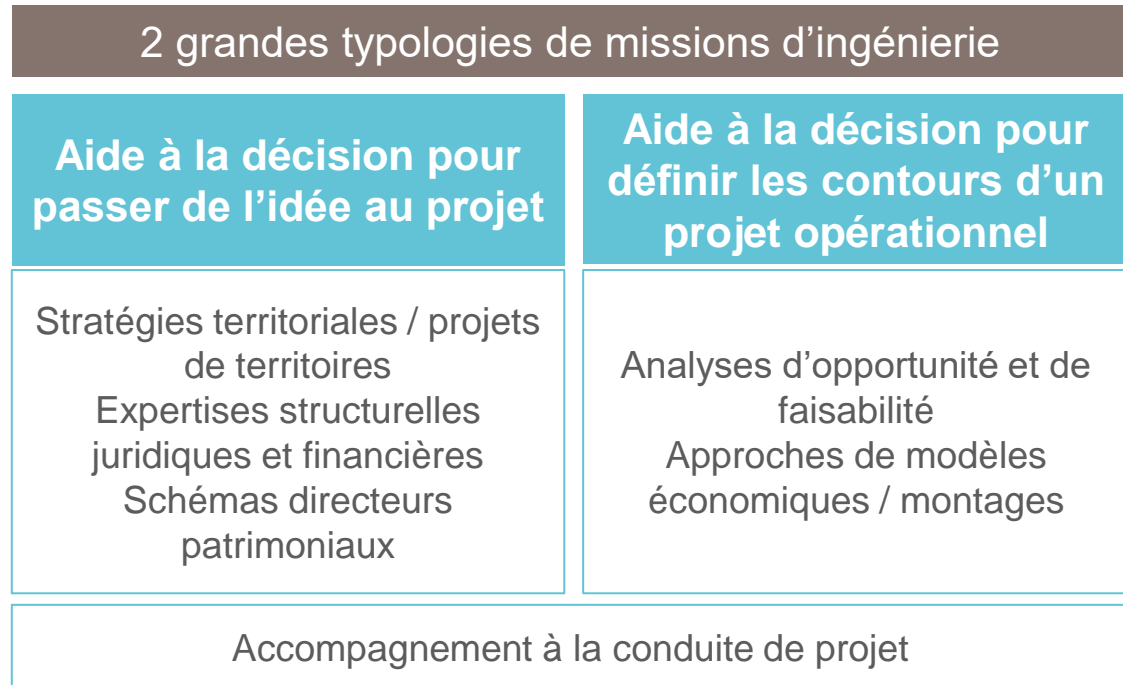 2 grandes typologies de missions d’ingénierie
Aide à la décision pour
passer de l’idée au projet
Aide à la décision pour
définir les contours d’un
projet opérationnel
Stratégies territoriales / projets
de territoires
Expertises structurelles
juridiques et financières
Schémas directeurs
patrimoniaux
Analyses d’opportunité et de
faisabilité
Approches de modèles
économiques / montages
Accompagnement à la conduite de projet